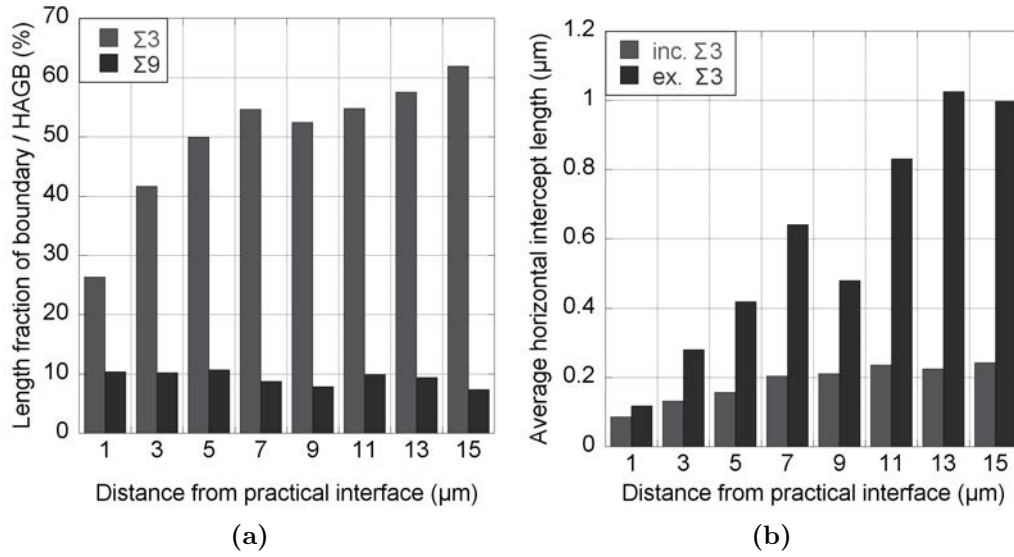 70
60
50
40
30
20
10
0
Length fraction of boundary / HAGB (%)
Σ3
Σ9
1 3 5 7 9 11 13 15
Distance from practical interface (μm)
(a)
1.2
1
0.8
0.6
0.4
0.2
0
Average horizontal intercept length (μm)
inc. Σ3
ex. Σ3
1 3 5 7 9 11 13 15
Distance from practical interface (μm)
(b)